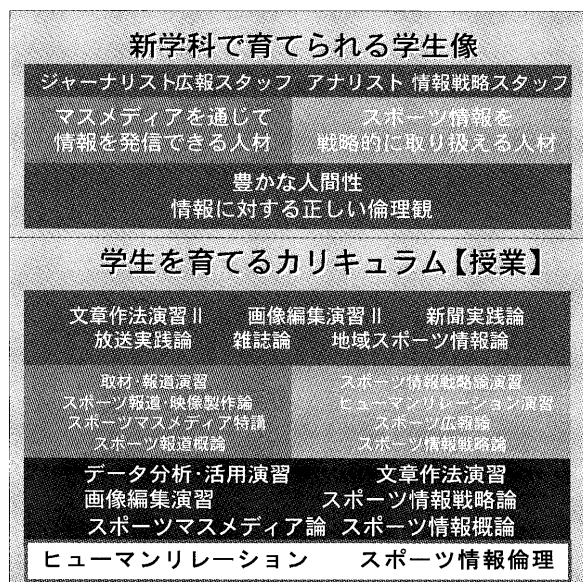 新学科で育てられる学生像
ジャーナリスト広報スタッフ アナリスト 情報戦略スタッフ
マスメディアを通じて
情報を発信できる人材
スポーツ情報を
戦略的に取り扱える人材
豊かな人間性
情報に対する正しい倫理観
学生を育てるカリキュラム【授業】
文章作法演習Ⅱ 画像編集演習Ⅱ 新聞実践論
放送実践論 雑誌論 地域スポーツ情報論
取材・報道演習
スポーツ報道・映像製作論
スポーツマスメディア特講
スポーツ報道概論
スポーツ情報戦略論演習
ヒューマンリレーション演習
スポーツ広報論
スポーツ情報戦略論
データ分析・活用演習 文章作法演習
画像編集演習 スポーツ情報戦略論
スポーツマスメディア論 スポーツ情報概論
ヒューマンリレーション スポーツ情報倫理